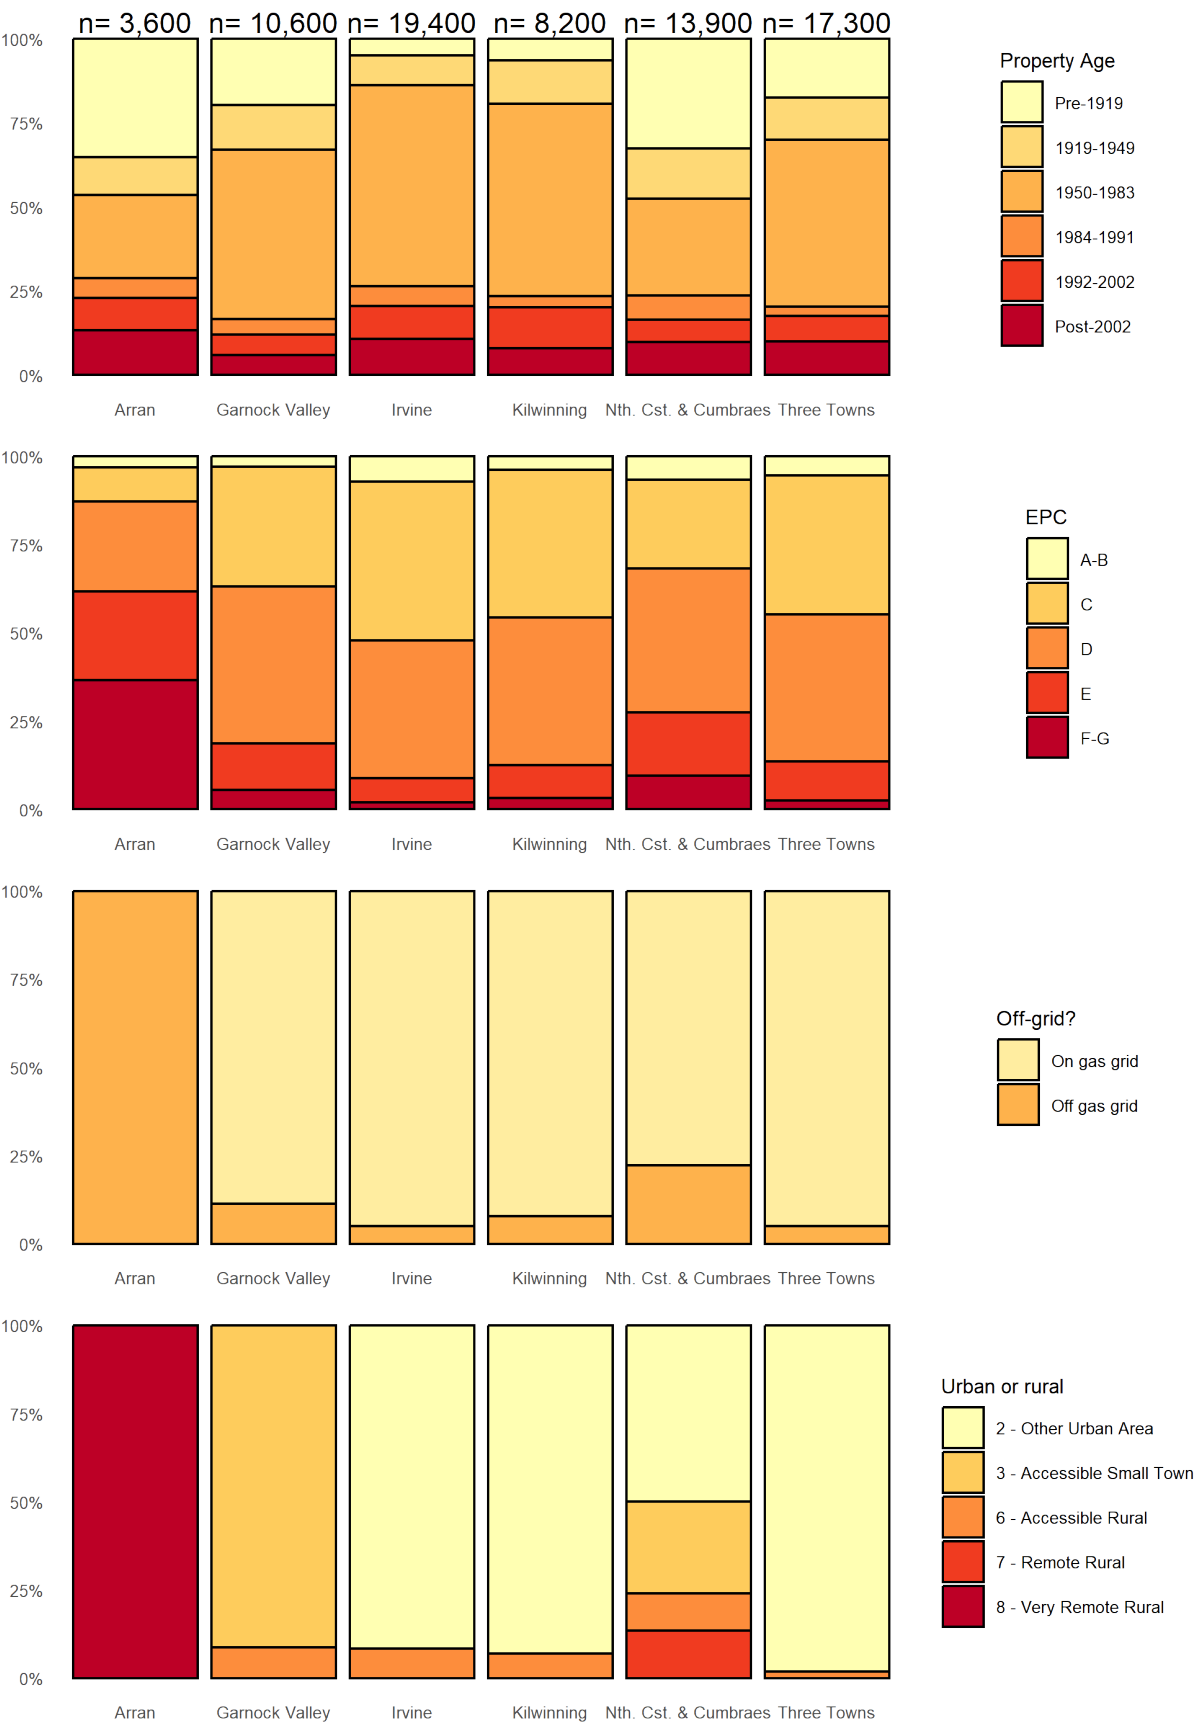 n= 3,600 n= 10,600 n= 19,400 n= 8,200 n= 13,900 n= 17,300
100%
75%
50%
25%
0%
Arran Garnock Valley Irvine Kilwinning Nth. Cst. & Cumbraes Three Towns
Property Age
Pre-1919
1919-1949
1950-1983
1984-1991
1992-2002
Post-2002
100%
75%
50%
25%
0%
Arran Garnock Valley Irvine Kilwinning Nth. Cst. & Cumbraes Three Towns
EPC
A-B
C
D
E
F-G
100%
75%
50%
25%
0%
Arran Garnock Valley Irvine Kilwinning Nth. Cst. & Cumbraes Three Towns
Off-grid?
On gas grid
Off gas grid
100%
75%
50%
25%
0%
Arran Garnock Valley Irvine Kilwinning Nth. Cst. & Cumbraes Three Towns
Urban or rural
2 - Other Urban Area
3 - Accessible Small Town
6 - Accessible Rural
7 - Remote Rural
8 - Very Remote Rural